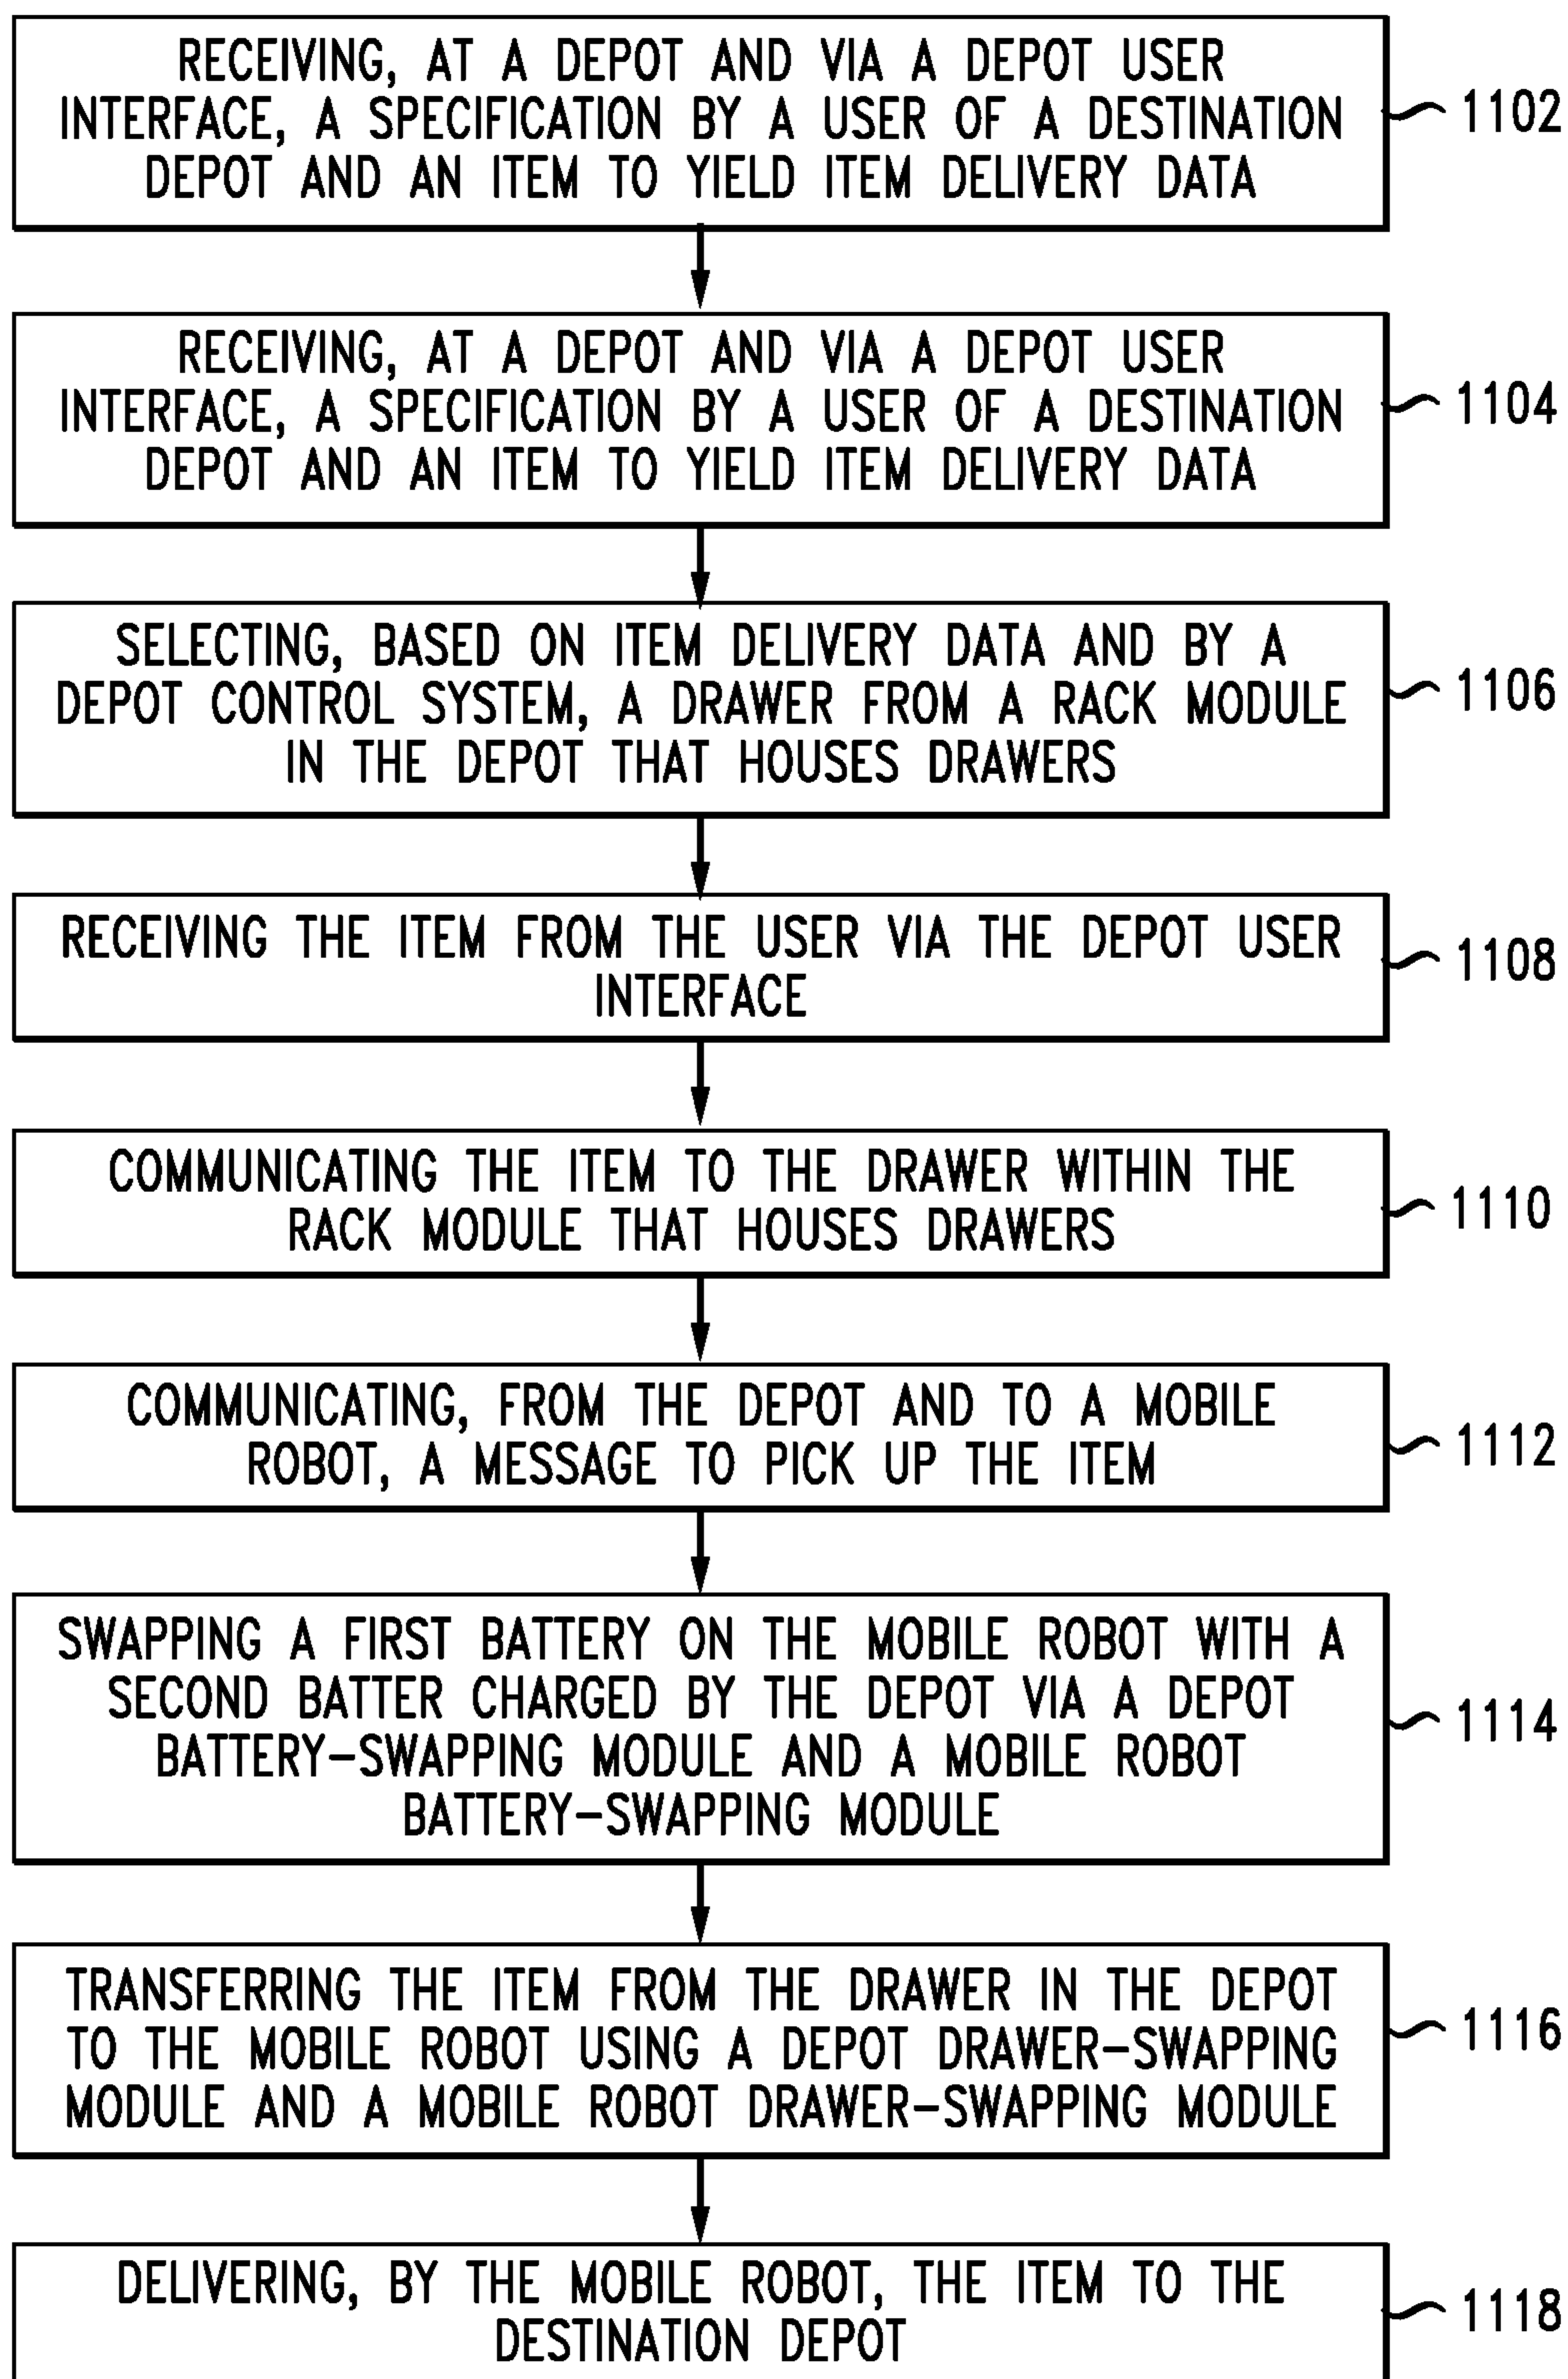 RECEIVING, AT A DEPOT AND VIA A DEPOT USER
INTERFACE, A SPECIFICATION BY A USER OF A DESTINATION
DEPOT AND AN ITEM TO YIELD ITEM DELIVERY DATA
1102
RECEIVING, AT A DEPOT AND VIA A DEPOT USER
INTERFACE, A SPECIFICATION BY A USER OF A DESTINATION
DEPOT AND AN ITEM TO YIELD ITEM DELIVERY DATA
1104
SELECTING, BASED ON ITEM DELIVERY DATA AND BY A
DEPOT CONTROL SYSTEM, A DRAWER FROM A RACK MODULE
IN THE DEPOT THAT HOUSES DRAWERS
1106
RECEIVING THE ITEM FROM THE USER VIA THE DEPOT USER
INTERFACE
1108
COMMUNICATING THE ITEM TO THE DRAWER WITHIN THE
RACK MODULE THAT HOUSES DRAWERS
1110
COMMUNICATING, FROM THE DEPOT AND TO A MOBILE
ROBOT, A MESSAGE TO PICK UP THE ITEM
1112
SWAPPING A FIRST BATTERY ON THE MOBILE ROBOT WITH A
SECOND BATTER CHARGED BY THE DEPOT VIA A DEPOT
BATTERY-SWAPPING MODULE AND A MOBILE ROBOT
BATTERY-SWAPPING MODULE
1114
TRANSFERRING THE ITEM FROM THE DRAWER IN THE DEPOT
TO THE MOBILE ROBOT USING A DEPOT DRAWER-SWAPPING
MODULE AND A MOBILE ROBOT DRAWER-SWAPPING MODULE
1116
DELIVERING, BY THE MOBILE ROBOT, THE ITEM TO THE
DESTINATION DEPOT
1118